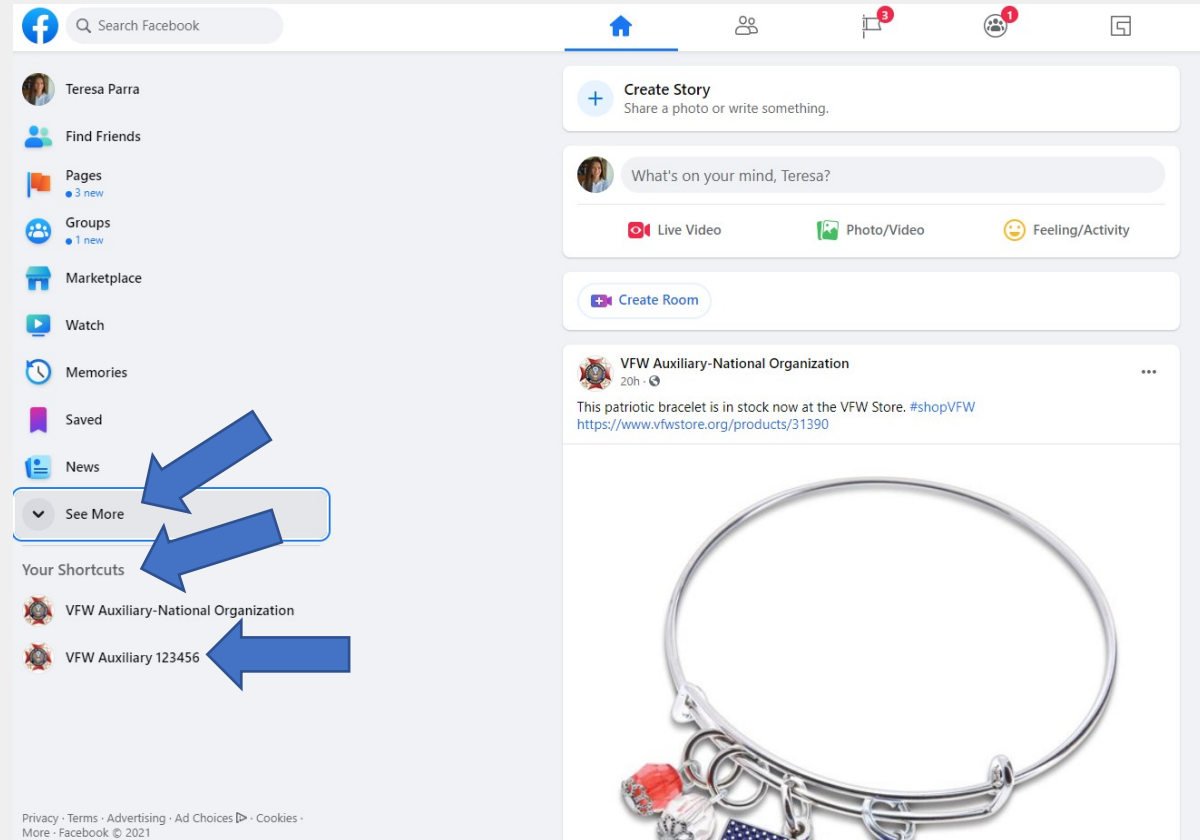 Search Facebook
3
1
Teresa Parra
Find Friends
Pages
3 new
Groups
1 new
Marketplace
Watch
Memories
Saved
News
See More
Your Shortcuts
VFW Auxiliary-National Organization
VFW Auxiliary 123456
Privacy · Terms · Advertising · Ad Choices · Cookies ·
More · Facebook © 2021
Create Story
Share a photo or write something.
What's on your mind, Teresa?
Live Video
Photo/Video
Feeling/Activity
Create Room
VFW Auxiliary-National Organization
20h ·
This patriotic bracelet is in stock now at the VFW Store. #shopVFW
https://www.vfwstore.org/products/31390